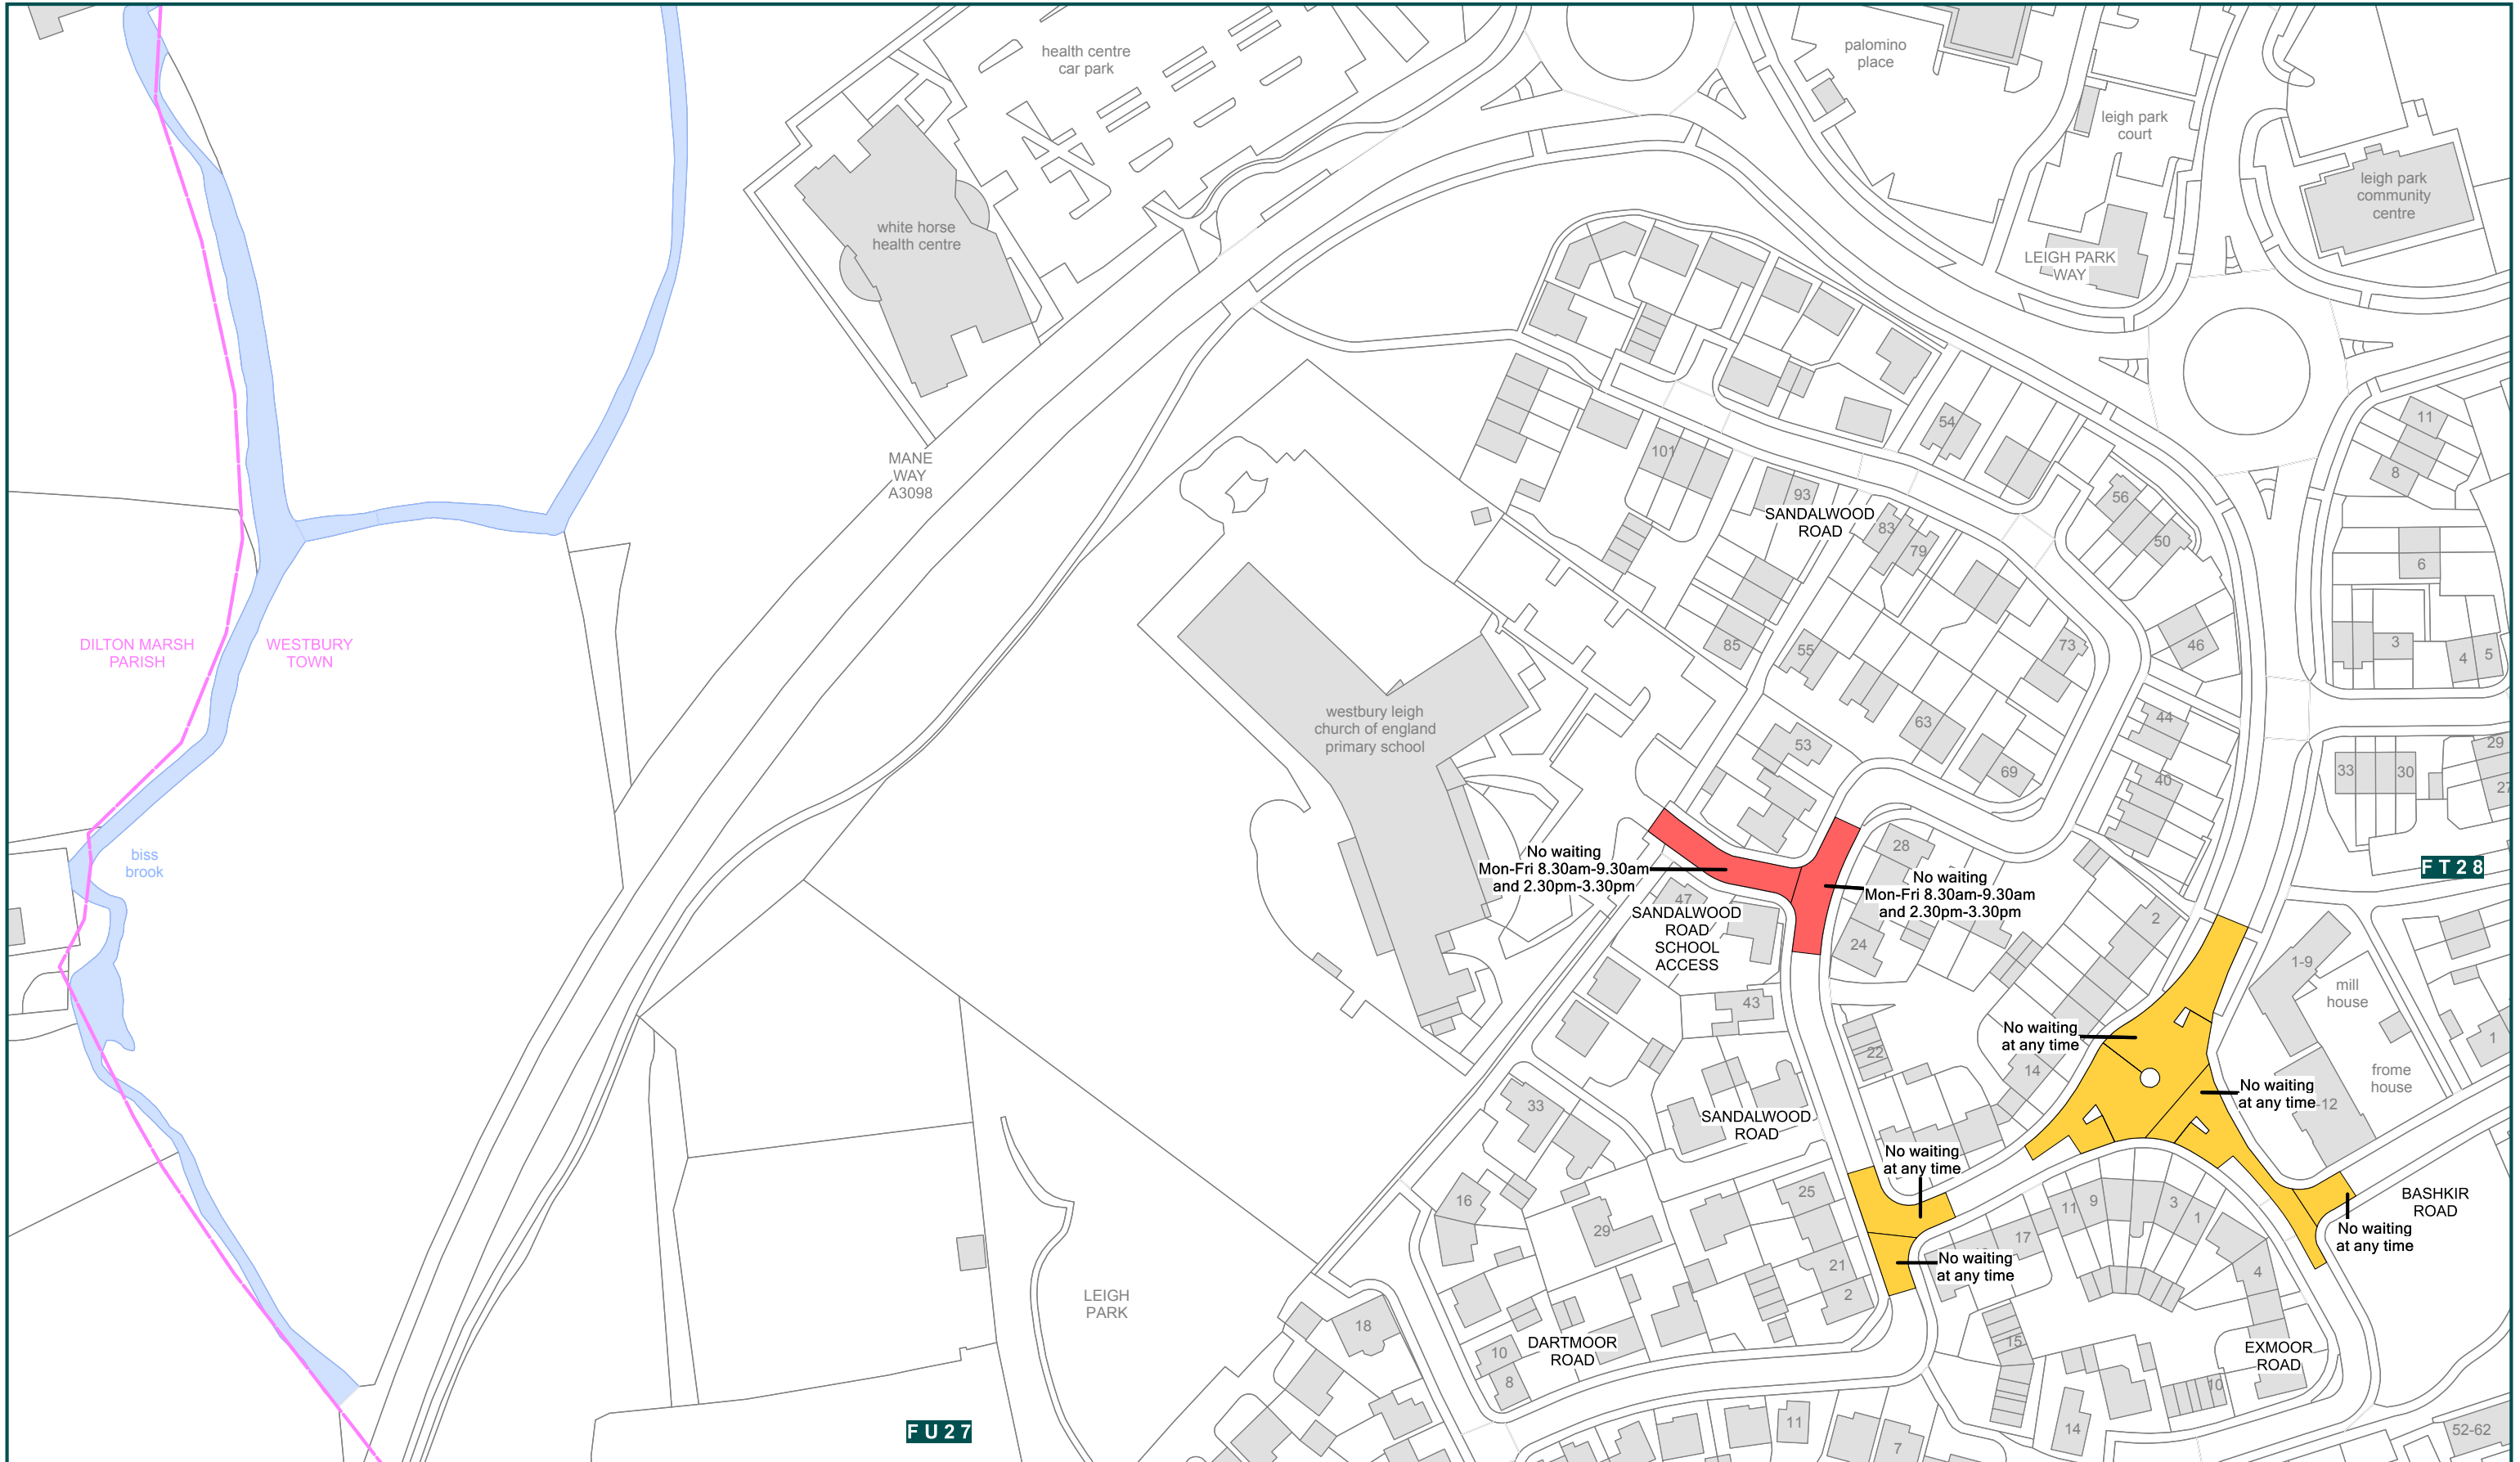 health centre
car park
palomino
place
leigh park
court
leigh park
community
centre
white horse
health centre
LEIGH PARK
WAY
MANE
WAY
A3098
54
11
8
101
93
SANDALWOOD
ROAD
83
79
56
50
6
DILTON MARSH
PARISH
WESTBURY
TOWN
85
55
73
46
3
4
5
westbury leigh
church of england
primary school
53
63
69
44
40
33
30
29
27
biss
brook
No waiting
Mon-Fri 8.30am-9.30am
and 2.30pm-3.30pm
28
No waiting
Mon-Fri 8.30am-9.30am
and 2.30pm-3.30pm
FT28
47
SANDALWOOD
ROAD
SCHOOL
ACCESS
24
2
1-9
mill
house
43
No waiting
at any time
22
14
1
frome
house
No waiting
at any time
-12
33
SANDALWOOD
ROAD
No waiting
at any time
16
29
25
11
9
3
1
17
BASHKIR
ROAD
No waiting
at any time
No waiting
at any time
21
2
4
LEIGH
PARK
18
10
8
DARTMOOR
ROAD
15
EXMOOR
ROAD
10
FU27
11
7
14
52-62